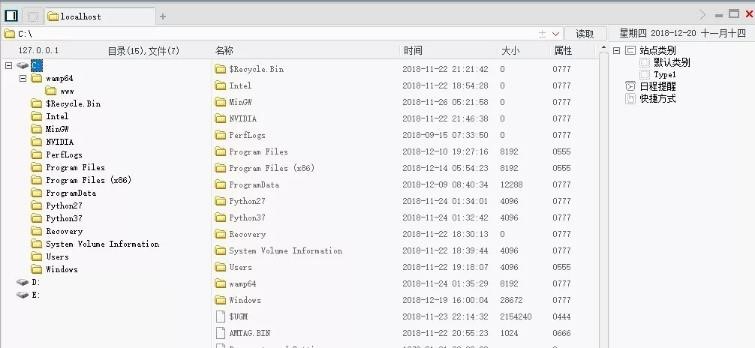 localhost
C:\ 读取 星期四 2018-12-20 十一月十四
127.0.0.1 目录(15),文件(7) 名称 时间 大小 属性
C:
wamp64
www
$Recycle.Bin
Intel
MinGW
NVIDIA
PerfLogs
Program Files
Program Files (x86)
ProgramData
Python27
Python37
Recovery
System Volume Information
Users
Windows
D:
E:
$Recycle.Bin 2018-11-22 21:21:42 0 0777
Intel 2018-11-22 18:54:28 0 0777
MinGW 2018-11-26 05:21:58 0 0777
NVIDIA 2018-11-22 21:46:38 0 0777
PerfLogs 2018-09-15 07:33:50 0 0777
Program Files 2018-12-10 19:27:16 8192 0555
Program Files (x86) 2018-12-14 05:54:23 8192 0555
ProgramData 2018-12-09 08:40:34 12288 0777
Python27 2018-11-24 01:34:01 4096 0777
Python37 2018-11-24 01:32:42 4096 0777
Recovery 2018-11-22 18:30:13 0 0777
System Volume Information 2018-11-22 18:39:44 4096 0777
Users 2018-11-22 19:18:07 4096 0555
wamp64 2018-11-24 01:35:29 8192 0777
Windows 2018-12-19 16:00:04 28672 0777
$UGM 2018-11-23 22:14:32 2154240 0444
AMTAG.BIN 2018-11-22 20:55:23 1024 0666
站点类别
默认类别
Type1
日程提醒
快捷方式